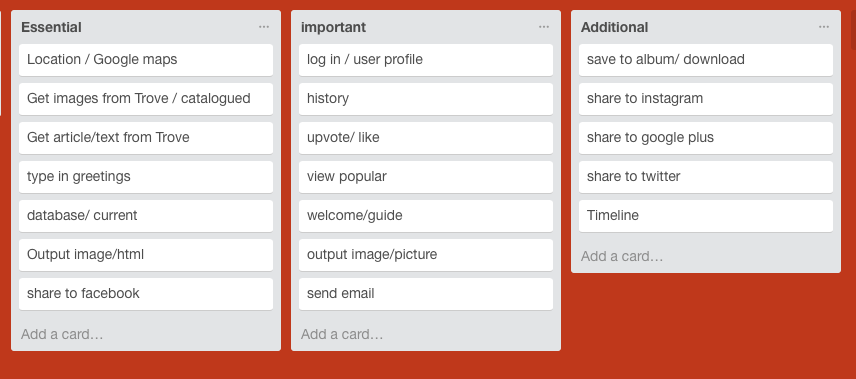 Essential
Location / Google maps
Get images from Trove / catalogued
Get article/text from Trove
type in greetings
database/ current
Output image/html
share to facebook
Add a card…
important
log in / user profile
history
upvote/ like
view popular
welcome/guide
output image/picture
send email
Add a card…
Additional
save to album/ download
share to instagram
share to google plus
share to twitter
Timeline
Add a card…